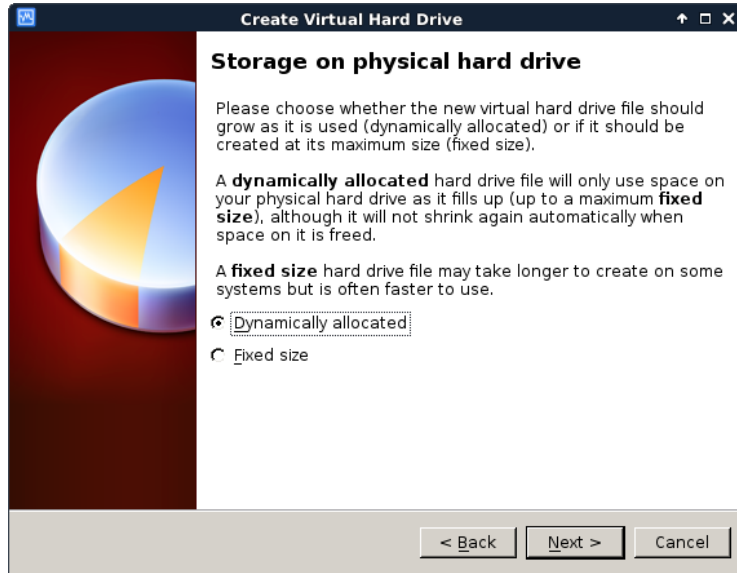 Create Virtual Hard Drive
Storage on physical hard drive
Please choose whether the new virtual hard drive file should
grow as it is used (dynamically allocated) or if it should be
created at its maximum size (fixed size).
A dynamically allocated hard drive file will only use space on
your physical hard drive as it fills up (up to a maximum fixed
size), although it will not shrink again automatically when
space on it is freed.
A fixed size hard drive file may take longer to create on some
systems but is often faster to use.
Dynamically allocated
Fixed size
< Back Next > Cancel